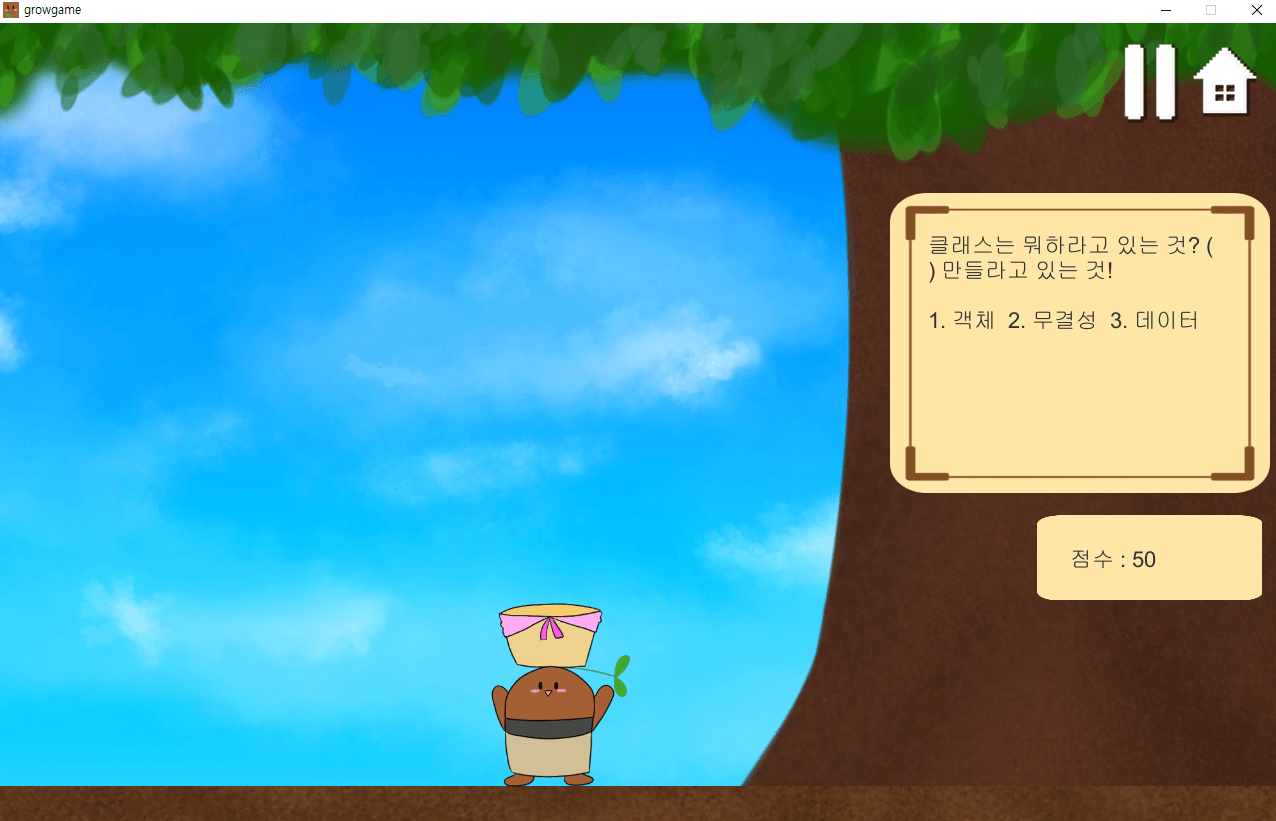 growgame
클래스는 뭐하라고 있는 것? (
) 만들라고 있는 것!
1. 객체 2. 무결성 3. 데이터
점수 : 50